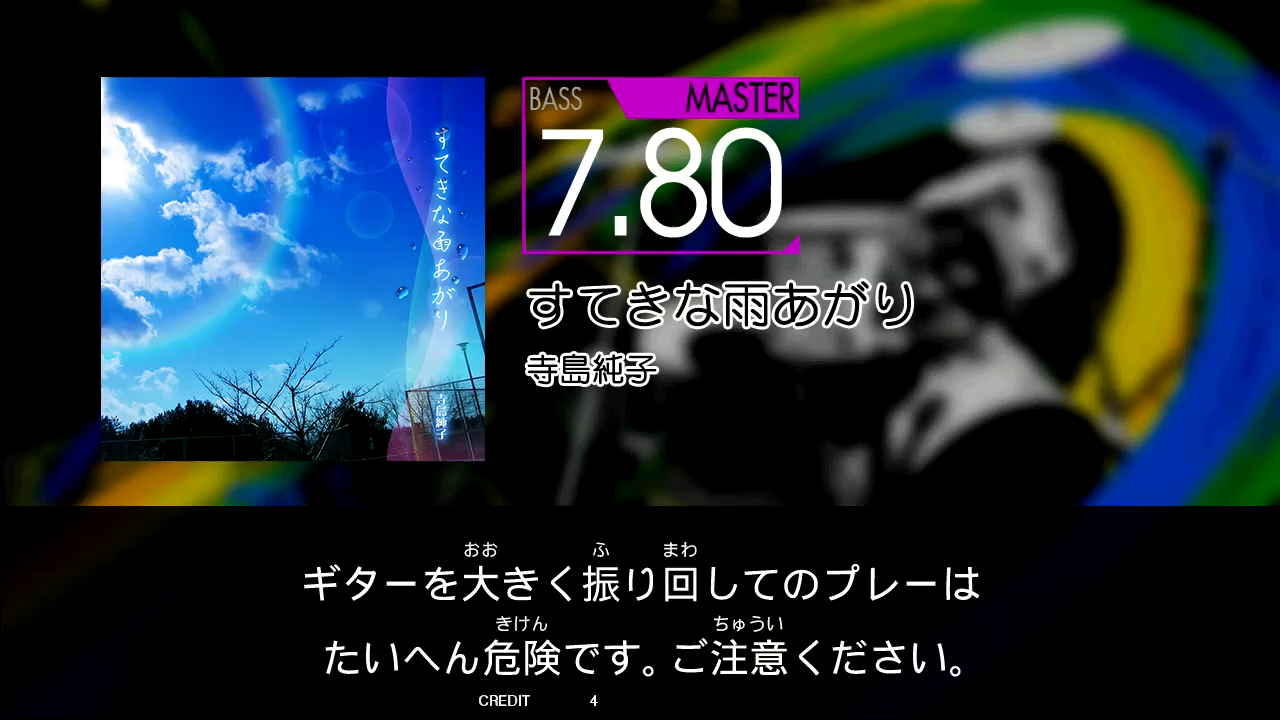 すてきな雨あがり
寺島純子
BASS
MASTER
7.80
すてきな雨あがり
寺島純子
おお ふ まわ
ギターを大きく振り回してのプレーは
きけん ちゅうい
たいへん危険です。ご注意ください。
CREDIT 4